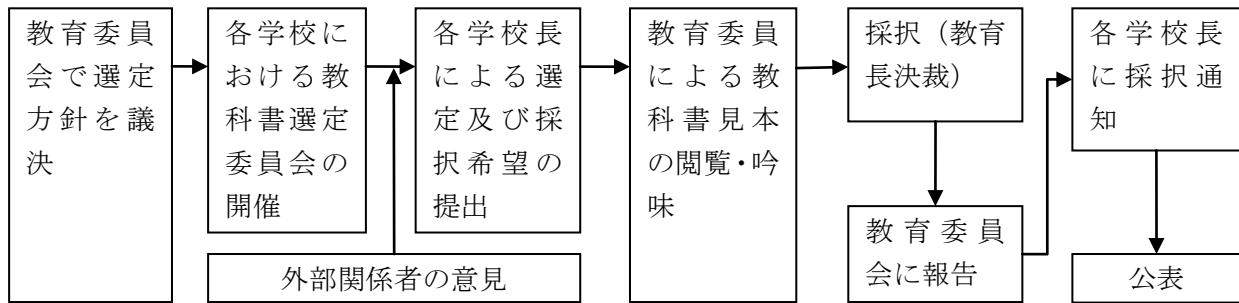 教育委員
会で選定
方針を議
決
各学校に
おける教
科書選定
委員会の
開催
外部関係者の意見
各学校長
による選
定及び採
択希望の
提出
教育委員
による教
科書見本
の閲覧・吟
味
採択（教育
長決裁）
教育委員
会に報告
各学校長
に採択通
知
公表